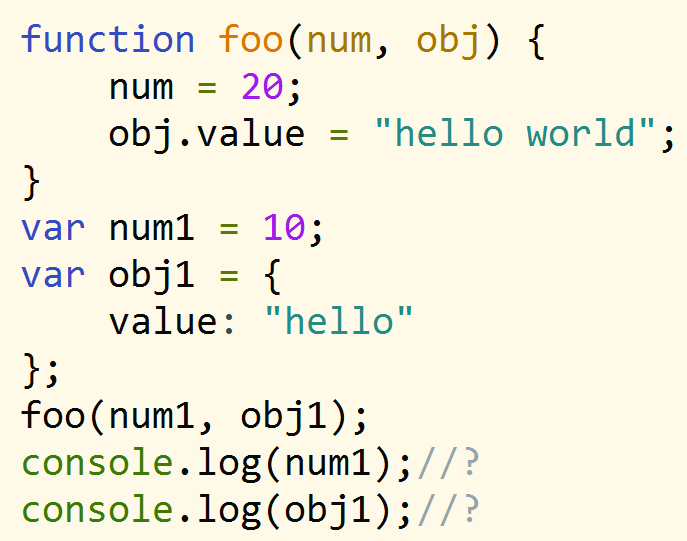 function foo(num, obj) {
    num = 20;
    obj.value = "hello world";
}
var num1 = 10;
var obj1 = {
    value: "hello"
};
foo(num1, obj1);
console.log(num1);//?
console.log(obj1);//?